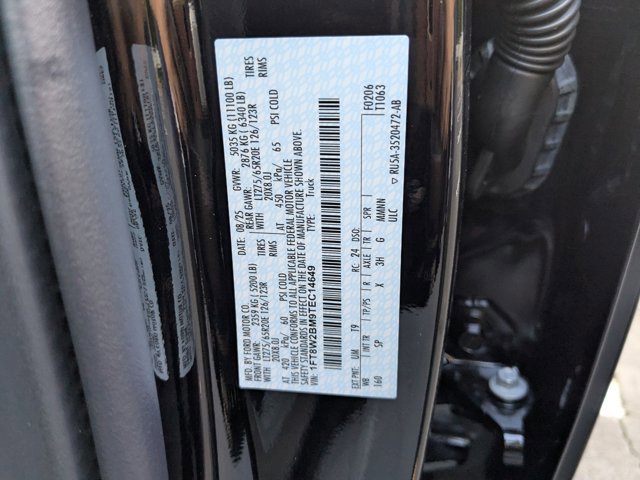 MFD. BY FORD MOTOR CO.
DATE: 08/25 GVWR: 5035 KG (11100 LB)
FRONT GAWR: 2359 KG (5200 LB) REAR GAWR: 2876 KG (6340 LB)
WITH LT275/65R20E 126/123R TIRES WITH LT275/65R20E 126/123R TIRES
20X8.0J RIMS 20X8.0J RIMS
AT 420 kPa/ 60 PSI COLD AT 450 kPa/ 65 PSI COLD
THIS VEHICLE CONFORMS TO ALL APPLICABLE FEDERAL MOTOR VEHICLE
SAFETY STANDARDS IN EFFECT ON THE DATE OF MANUFACTURE SHOWN ABOVE.
VIN: 1FT8W2BM9TEC14649 TYPE: Truck
F0206
11063
EXT PNT: UM T9 RC: 24 DSO:
WB INT TR TP/PS R AXLE TR SPR
160 SP X 3H G MMMNN
ULC ▽ RU5A-3520472-AB